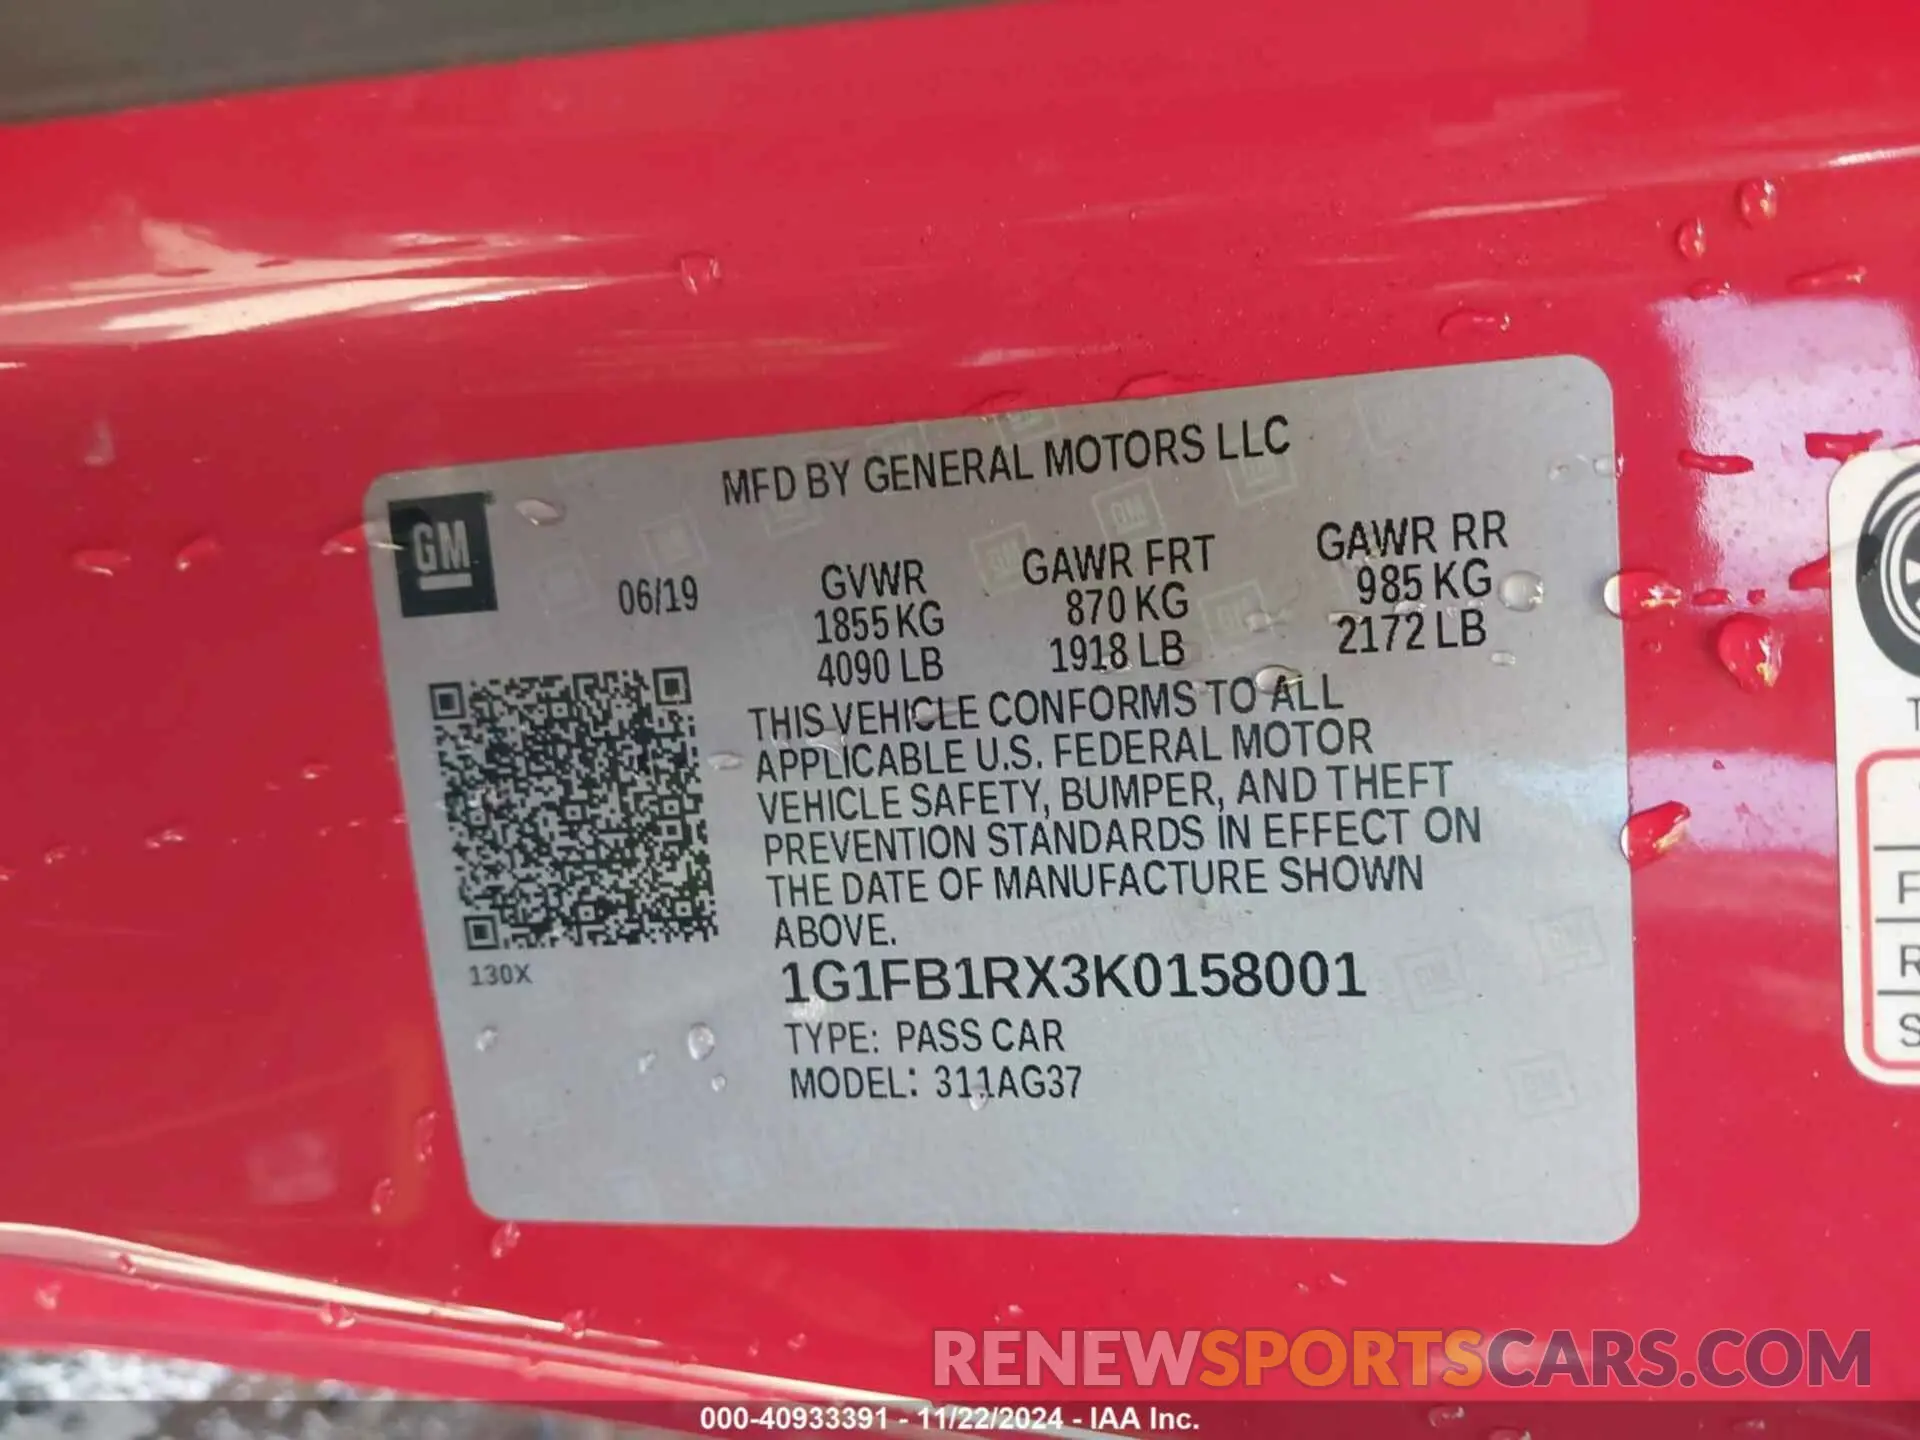 MFD BY GENERAL MOTORS LLC
GM
06/19
GVWR
1855 KG
4090 LB
GAWR FRT
870 KG
1918 LB
GAWR RR
985 KG
2172 LB
THIS VEHICLE CONFORMS TO ALL
APPLICABLE U.S. FEDERAL MOTOR
VEHICLE SAFETY, BUMPER, AND THEFT
PREVENTION STANDARDS IN EFFECT ON
THE DATE OF MANUFACTURE SHOWN
ABOVE.
130X
1G1FB1RX3K0158001
TYPE: PASS CAR
MODEL: 311AG37
RENEWSPORTSCARS.COM
000-40933391 - 11/22/2024 - IAA Inc.